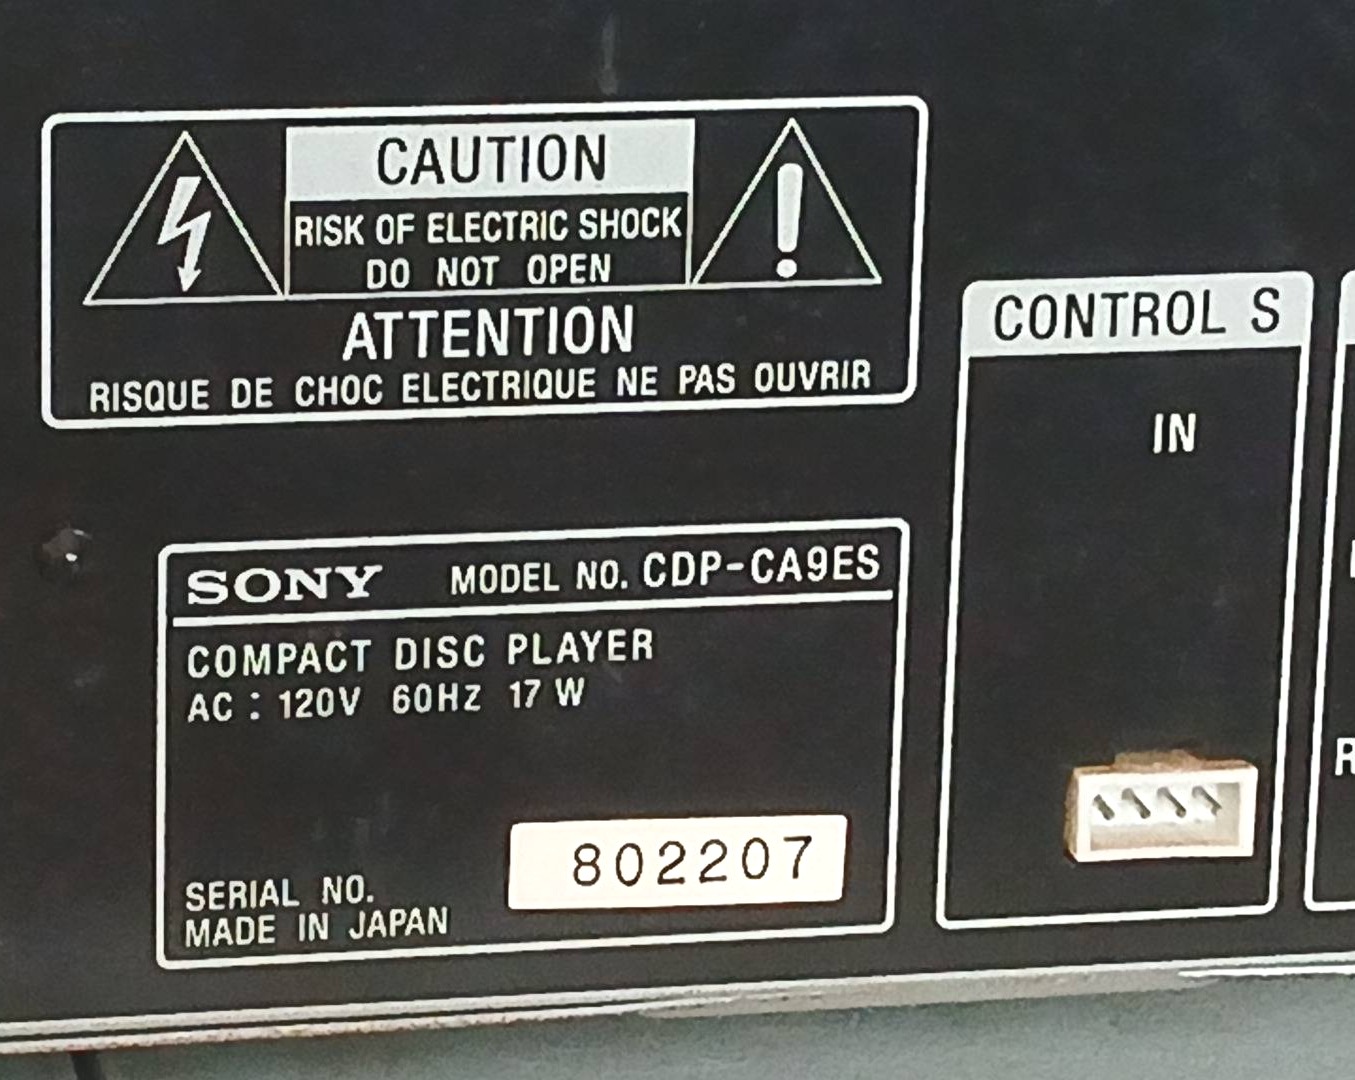 CAUTION
RISK OF ELECTRIC SHOCK
DO NOT OPEN
ATTENTION
RISQUE DE CHOC ELECTRIQUE NE PAS OUVRIR
CONTROL S
IN
SONY MODEL NO. CDP-CA9ES
COMPACT DISC PLAYER
AC : 120V 60Hz 17 W
802207
SERIAL NO.
MADE IN JAPAN